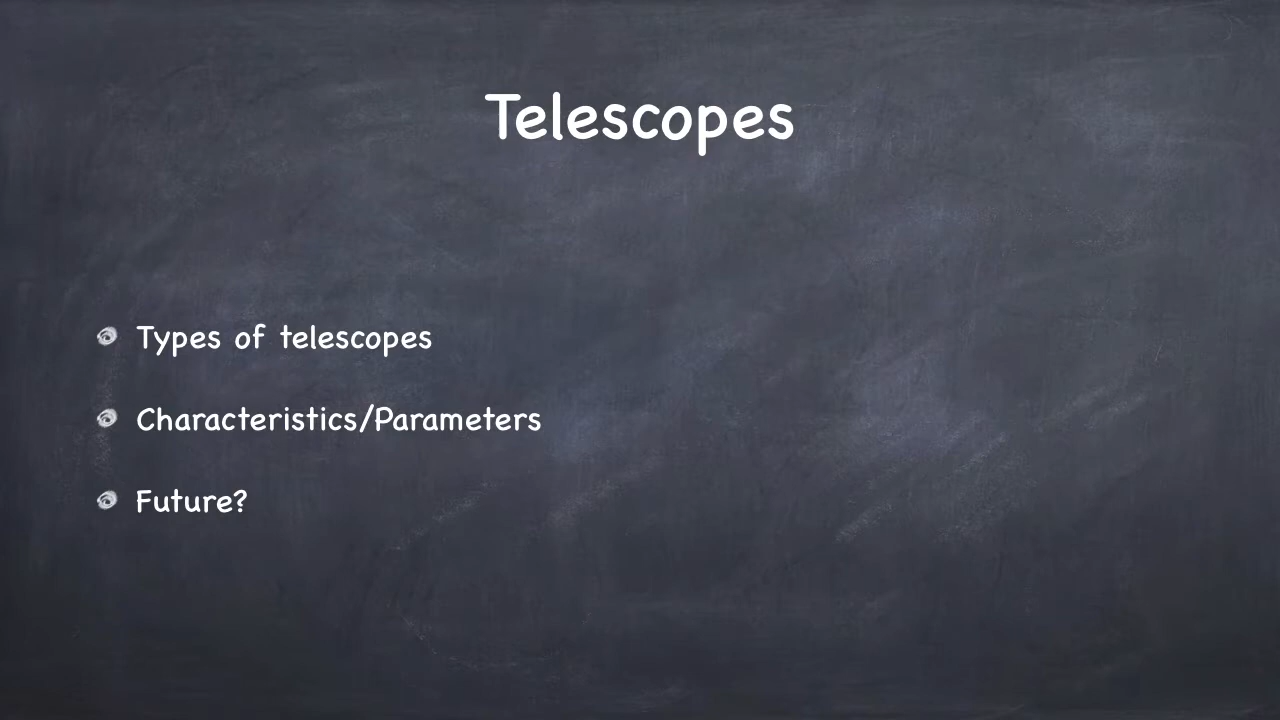 Telescopes
Types of telescopes
Characteristics/Parameters
Future?